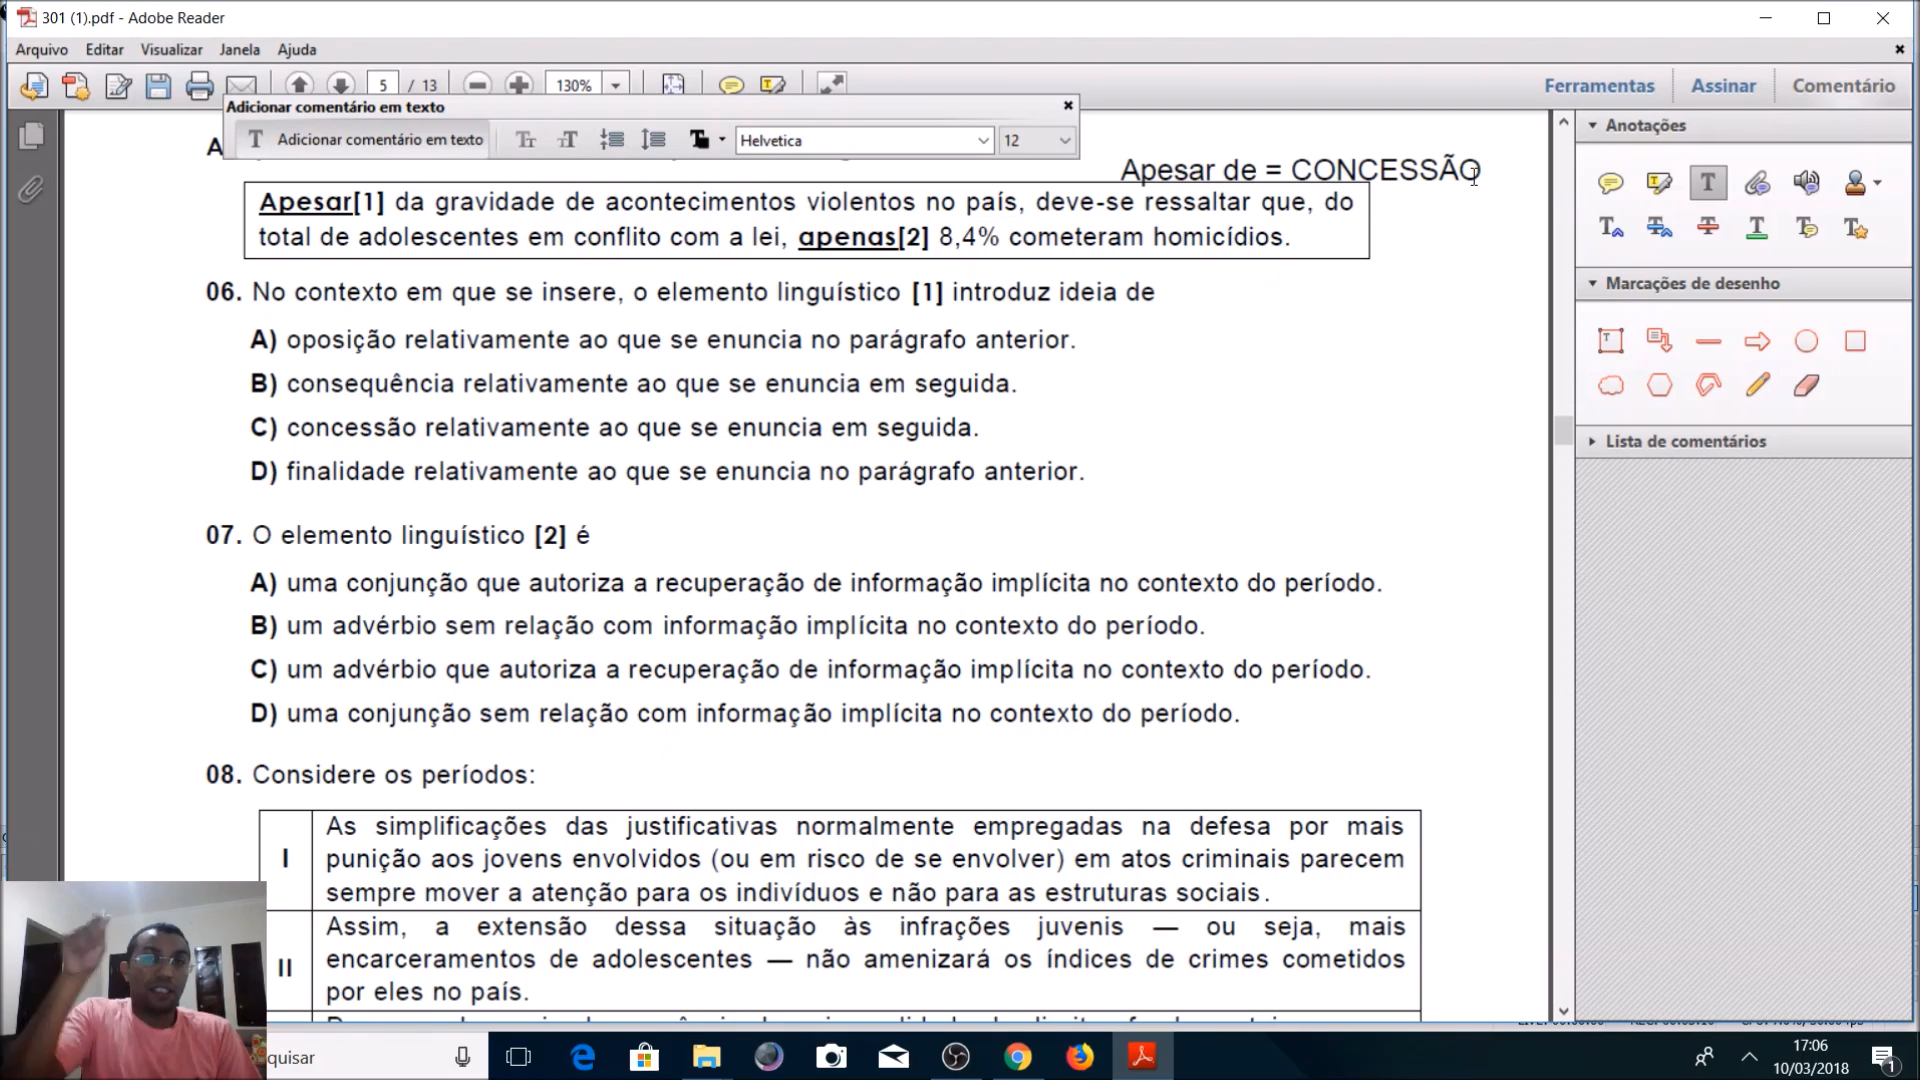 301 (1).pdf - Adobe Reader
Arquivo Editar Visualizar Janela Ajuda
5 / 13 130% Ferramentas Assinar Comentário
Adicionar comentário em texto
T Adicionar comentário em texto Helvetica 12
Anotações
A
Apesar de = CONCESSÃO
Apesar[1] da gravidade de acontecimentos violentos no país, deve-se ressaltar que, do
total de adolescentes em conflito com a lei, apenas[2] 8,4% cometeram homicídios.
Marcações de desenho
06. No contexto em que se insere, o elemento linguístico [1] introduz ideia de
A) oposição relativamente ao que se enuncia no parágrafo anterior.
B) consequência relativamente ao que se enuncia em seguida.
C) concessão relativamente ao que se enuncia em seguida.
Lista de comentários
D) finalidade relativamente ao que se enuncia no parágrafo anterior.
07. O elemento linguístico [2] é
A) uma conjunção que autoriza a recuperação de informação implícita no contexto do período.
B) um advérbio sem relação com informação implícita no contexto do período.
C) um advérbio que autoriza a recuperação de informação implícita no contexto do período.
D) uma conjunção sem relação com informação implícita no contexto do período.
08. Considere os períodos:
I As simplificações das justificativas normalmente empregadas na defesa por mais
punição aos jovens envolvidos (ou em risco de se envolver) em atos criminais parecem
sempre mover a atenção para os indivíduos e não para as estruturas sociais.
II Assim, a extensão dessa situação às infrações juvenis — ou seja, mais
encarceramentos de adolescentes — não amenizará os índices de crimes cometidos
por eles no país.
quisar
17:06
10/03/2018
1